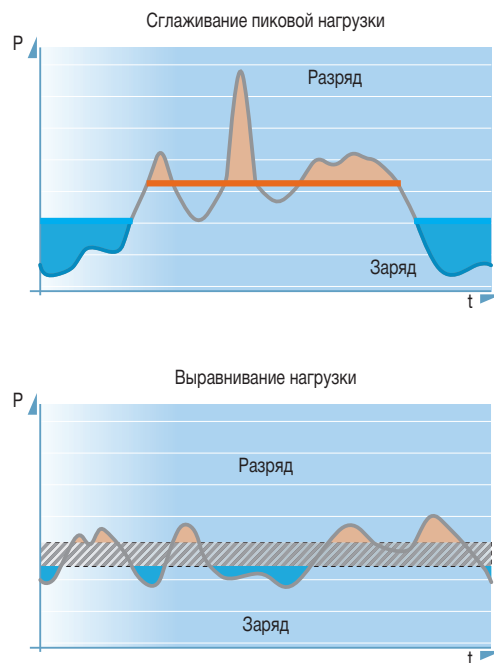 Сглаживание пиковой нагрузки
P
Разряд
Заряд
t
Выравнивание нагрузки
P
Разряд
Заряд
t